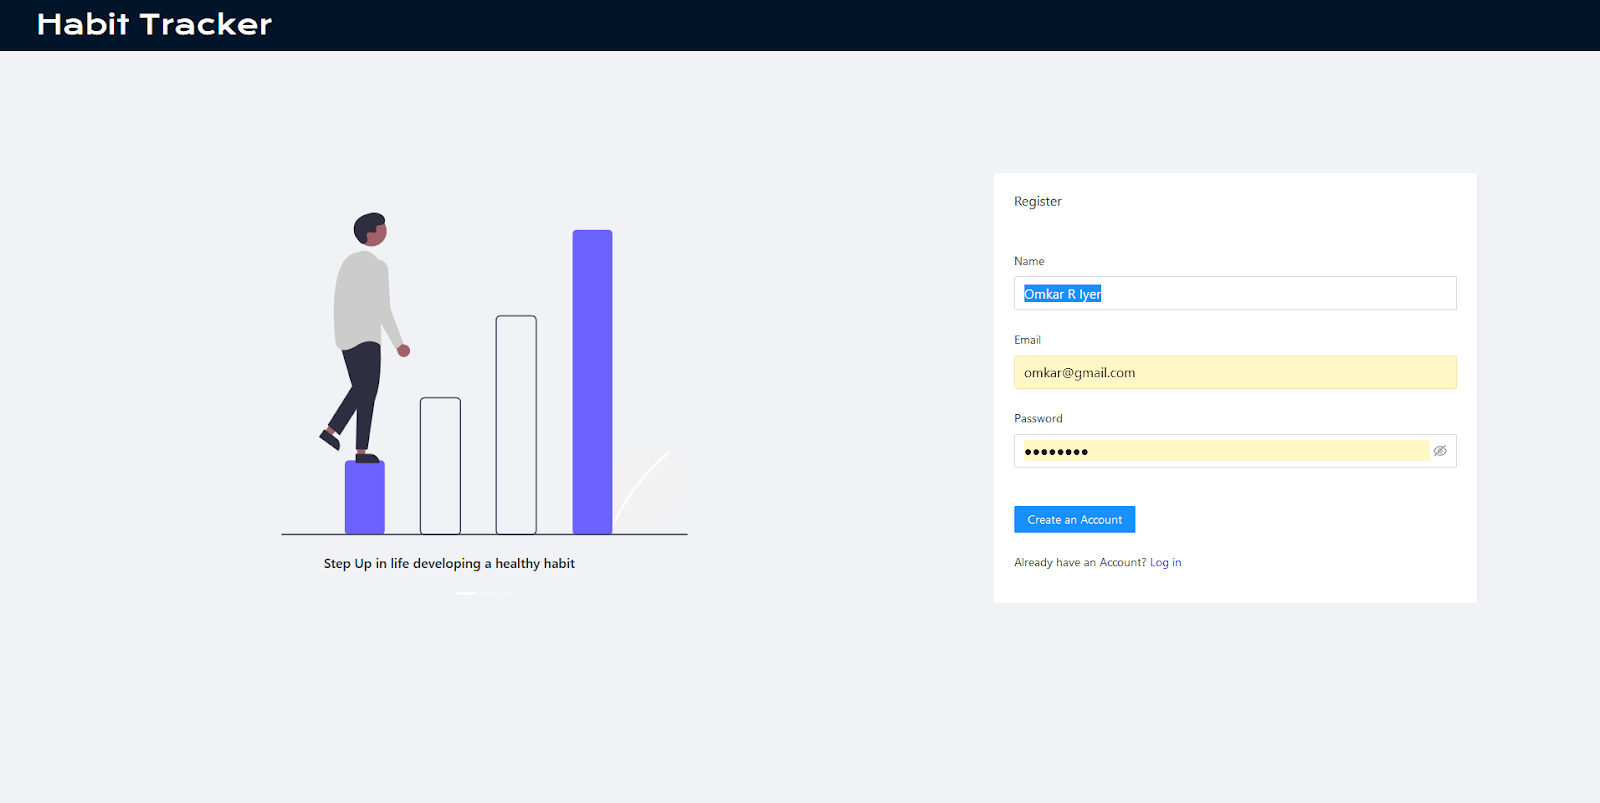 Habit Tracker
Step Up in life developing a healthy habit
Register
Name
Omkar R Iyer
Email
omkar@gmail.com
Password
••••••••
Create an Account
Already have an Account? Log in